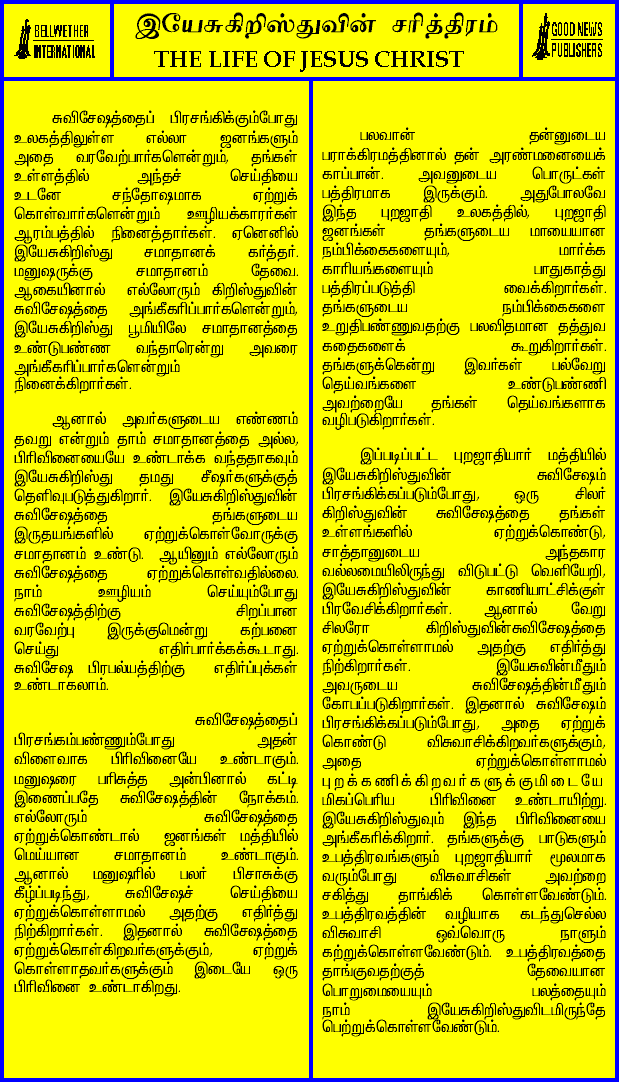 BELLWETHER
INTERNATIONAL
இயேசுகிறிஸ்துவின் சரித்திரம்
THE LIFE OF JESUS CHRIST
GOOD NEWS
PUBLISHERS
சுவிசேஷத்தைப் பிரசங்கிக்கும்போது
உலகத்திலுள்ள எல்லா ஜனங்களும்
அதை வரவேற்பார்களென்றும், தங்கள்
உள்ளத்தில் அந்தச் செய்தியை
உடனே சந்தோஷமாக ஏற்றுக்
கொள்வார்களென்றும் ஊழியக்காரர்கள்
ஆரம்பத்தில் நினைத்தார்கள். ஏனெனில்
இயேசுகிறிஸ்து சமாதானக் கர்த்தர்.
மனுஷருக்கு சமாதானம் தேவை.
ஆகையினால் எல்லோரும் கிறிஸ்துவின்
சுவிசேஷத்தை அங்கீகரிப்பார்களென்றும்,
இயேசுகிறிஸ்து பூமியிலே சமாதானத்தை
உண்டுபண்ண வந்தாரென்று அவரை
அங்கீகரிப்பார்களென்றும்
நினைக்கிறார்கள்.
ஆனால் அவர்களுடைய எண்ணம்
தவறு என்றும் தாம் சமாதானத்தை அல்ல,
பிரிவினையையே உண்டாக்க வந்ததாகவும்
இயேசுகிறிஸ்து தமது சீஷர்களுக்குத்
தெளிவுபடுத்துகிறார். இயேசுகிறிஸ்துவின்
சுவிசேஷத்தை தங்களுடைய
இருதயங்களில் ஏற்றுக்கொள்வோருக்கு
சமாதானம் உண்டு. ஆயினும் எல்லோரும்
சுவிசேஷத்தை ஏற்றுக்கொள்வதில்லை.
நாம் ஊழியம் செய்யும்போது
சுவிசேஷத்திற்கு சிறப்பான
வரவேற்பு இருக்குமென்று கற்பனை
செய்து எதிர்பார்க்கக்கூடாது.
சுவிசேஷ பிரபல்யத்திற்கு எதிர்ப்புக்கள்
உண்டாகலாம்.
சுவிசேஷத்தைப்
பிரசங்கம்பண்ணும்போது அதன்
விளைவாக பிரிவினையே உண்டாகும்.
மனுஷரை பரிசுத்த அன்பினால் கட்டி
இணைப்பதே சுவிசேஷத்தின் நோக்கம்.
எல்லோரும் சுவிசேஷத்தை
ஏற்றுக்கொண்டால் ஜனங்கள் மத்தியில்
மெய்யான சமாதானம் உண்டாகும்.
ஆனால் மனுஷரில் பலர் பிசாசுக்கு
கீழ்ப்படிந்து, சுவிசேஷச் செய்தியை
ஏற்றுக்கொள்ளாமல் அதற்கு எதிர்த்து
நிற்கிறார்கள். இதனால் சுவிசேஷத்தை
ஏற்றுக்கொள்கிறவர்களுக்கும், ஏற்றுக்
கொள்ளாதவர்களுக்கும் இடையே ஒரு
பிரிவினை உண்டாகிறது.
பலவான் தன்னுடைய
பராக்கிரமத்தினால் தன் அரண்மனையைக்
காப்பான். அவனுடைய பொருட்கள்
பத்திரமாக இருக்கும். அதுபோலவே
இந்த புறஜாதி உலகத்தில், புறஜாதி
ஜனங்கள் தங்களுடைய மாயையான
நம்பிக்கைகளையும், மார்க்க
காரியங்களையும் பாதுகாத்து
பத்திரப்படுத்தி வைக்கிறார்கள்.
தங்களுடைய நம்பிக்கைகளை
உறுதிபண்ணுவதற்கு பலவிதமான தத்துவ
கதைகளைக் கூறுகிறார்கள்.
தங்களுக்கென்று இவர்கள் பல்வேறு
தெய்வங்களை உண்டுபண்ணி
அவற்றையே தங்கள் தெய்வங்களாக
வழிபடுகிறார்கள்.
இப்படிப்பட்ட புறஜாதியார் மத்தியில்
இயேசுகிறிஸ்துவின் சுவிசேஷம்
பிரசங்கிக்கப்படும்போது, ஒரு சிலர்
கிறிஸ்துவின் சுவிசேஷத்தை தங்கள்
உள்ளங்களில் ஏற்றுக்கொண்டு,
சாத்தானுடைய அந்தகார
வல்லமையிலிருந்து விடுபட்டு வெளியேறி,
இயேசுகிறிஸ்துவின் காணியாட்சிக்குள்
பிரவேசிக்கிறார்கள். ஆனால் வேறு
சிலரோ கிறிஸ்துவின்சுவிசேஷத்தை
ஏற்றுக்கொள்ளாமல் அதற்கு எதிர்த்து
நிற்கிறார்கள். இயேசுவின்மீதும்
அவருடைய சுவிசேஷத்தின்மீதும்
கோபப்படுகிறார்கள். இதனால் சுவிசேஷம்
பிரசங்கிக்கப்படும்போது, அதை ஏற்றுக்
கொண்டு விசுவாசிக்கிறவர்களுக்கும்,
அதை ஏற்றுக்கொள்ளாமல்
புறக்கணிக்கிறவர்களுக்குமிடையே
மிகப்பெரிய பிரிவினை உண்டாயிற்று.
இயேசுகிறிஸ்துவும் இந்த பிரிவினையை
அங்கீகரிக்கிறார். தங்களுக்கு பாடுகளும்
உபத்திரவங்களும் புறஜாதியார் மூலமாக
வரும்போது விசுவாசிகள் அவற்றை
சகித்து தாங்கிக் கொள்ளவேண்டும்.
உபத்திரவத்தின் வழியாக கடந்துசெல்ல
விசுவாசி ஒவ்வொரு நாளும்
கற்றுக்கொள்ளவேண்டும். உபத்திரவத்தை
தாங்குவதற்குத் தேவையான
பொறுமையையும் பலத்தையும்
நாம் இயேசுகிறிஸ்துவிடமிருந்தே
பெற்றுக்கொள்ளவேண்டும்.